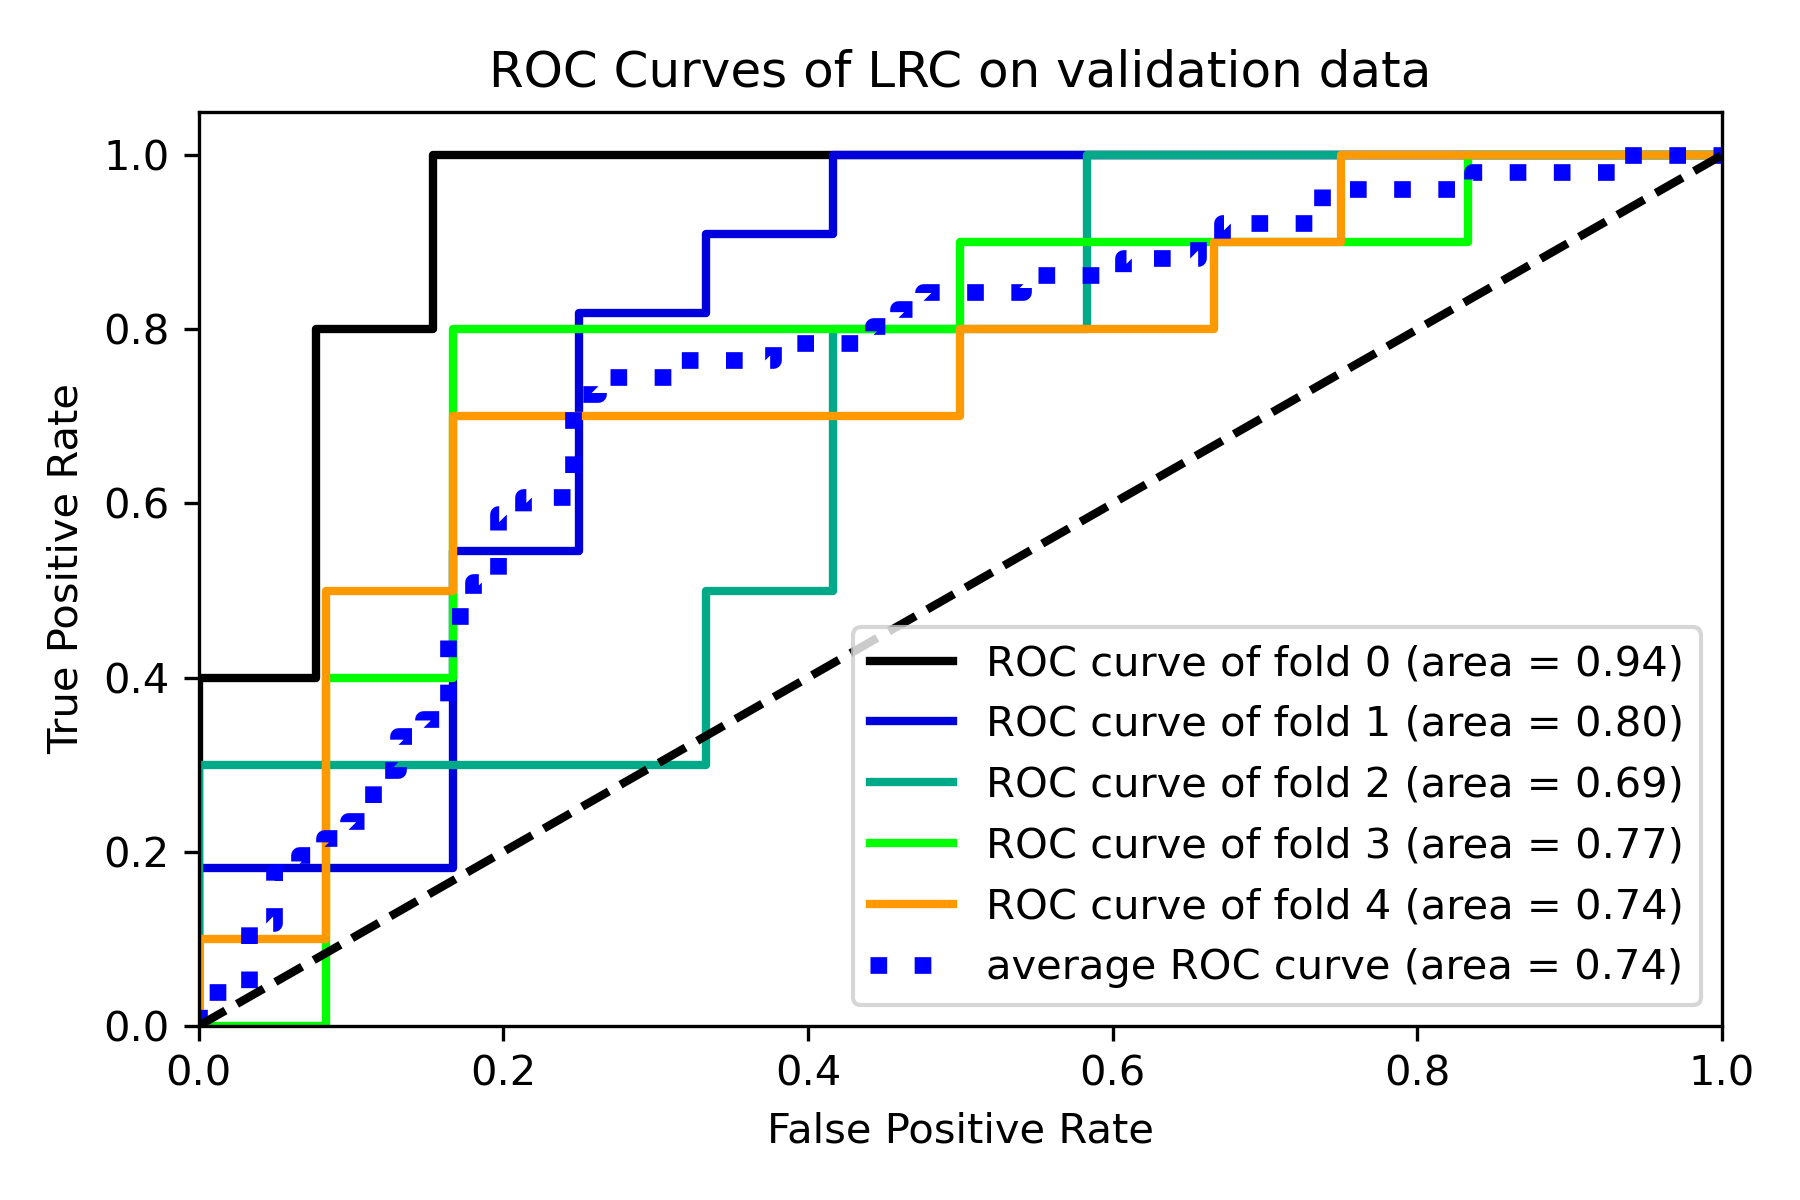 ROC Curves of LRC on validation data
1.0
0.8
0.6
0.4
0.2
0.0
True Positive Rate
ROC curve of fold 0 (area = 0.94)
ROC curve of fold 1 (area = 0.80)
ROC curve of fold 2 (area = 0.69)
ROC curve of fold 3 (area = 0.77)
ROC curve of fold 4 (area = 0.74)
average ROC curve (area = 0.74)
0.0 0.2 0.4 0.6 0.8 1.0
False Positive Rate